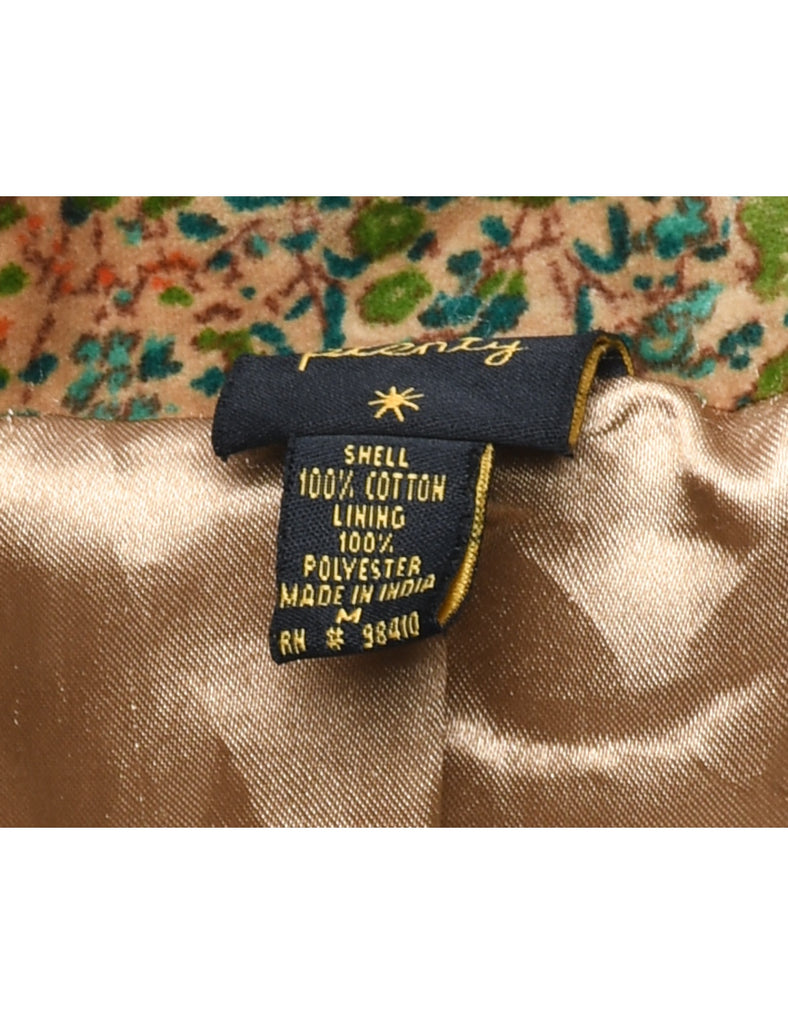 plenty
SHELL
100% COTTON
LINING
100%
POLYESTER
MADE IN INDIA
M
RN # 98410